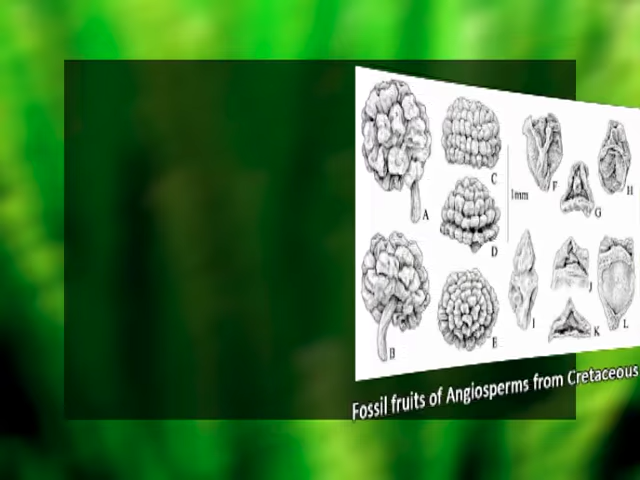 A
B
C
D
E
1mm
F
G
H
I
J
K
L
Fossil fruits of Angiosperms from Cretaceous